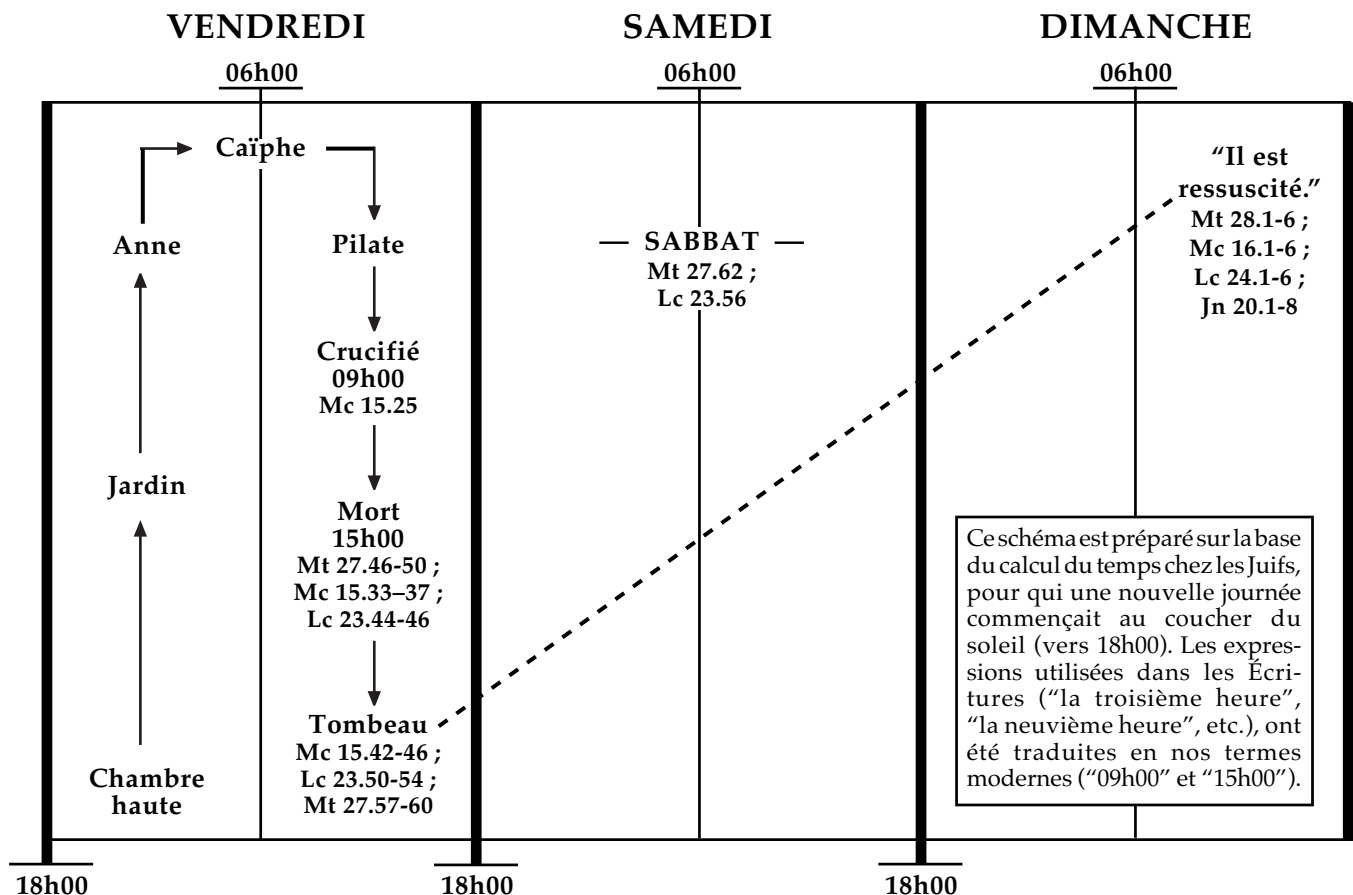 VENDREDI
06h00
Caïphe
Anne
Pilate
Crucifié
09h00
Mc 15.25
Jardin
Mort
15h00
Mt 27.46-50 ;
Mc 15.33–37 ;
Lc 23.44-46
Tombeau
Mc 15.42-46 ;
Lc 23.50-54 ;
Mt 27.57-60
Chambre
haute
SAMEDI
06h00
— SABBAT —
Mt 27.62 ;
Lc 23.56
DIMANCHE
06h00
“Il est
ressuscité.”
Mt 28.1-6 ;
Mc 16.1-6 ;
Lc 24.1-6 ;
Jn 20.1-8
Ce schéma est préparé sur la base
du calcul du temps chez les Juifs,
pour qui une nouvelle journée
commençait au coucher du
soleil (vers 18h00). Les expres-
sions utilisées dans les Écri-
tures (“la troisième heure”,
“la neuvième heure”, etc.), ont
été traduites en nos termes
modernes (“09h00” et “15h00”).
18h00
18h00
18h00